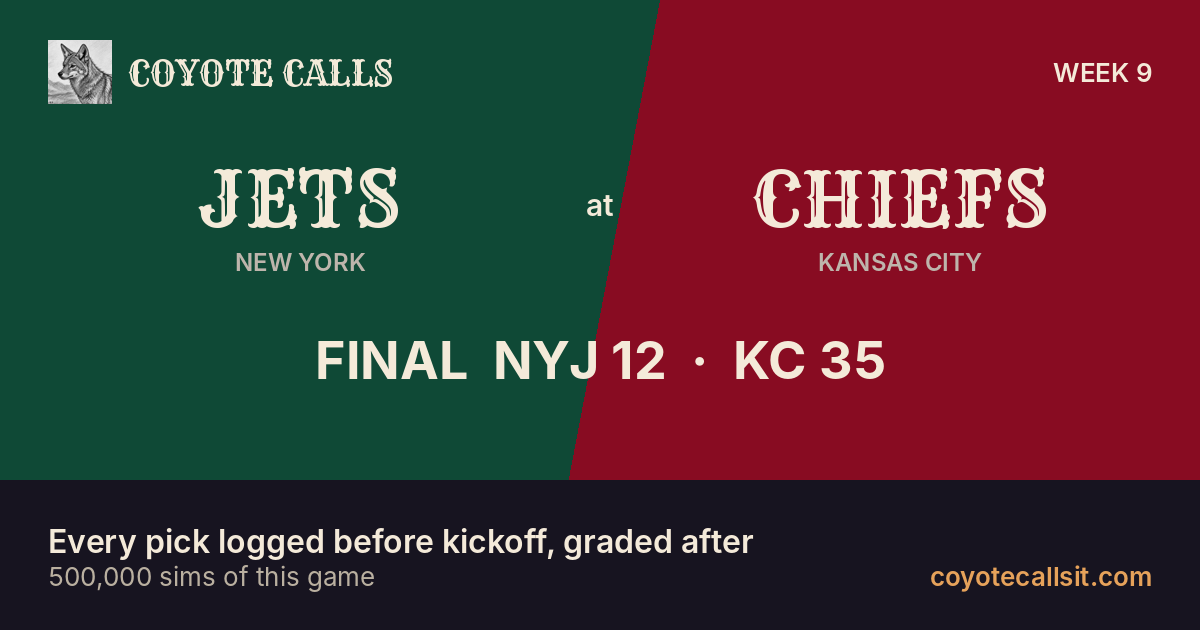 COYOTE CALLS
WEEK 9
JETS at CHIEFS
NEW YORK KANSAS CITY
FINAL NYJ 12 · KC 35
Every pick logged before kickoff, graded after
500,000 sims of this game
coyotecallsit.com